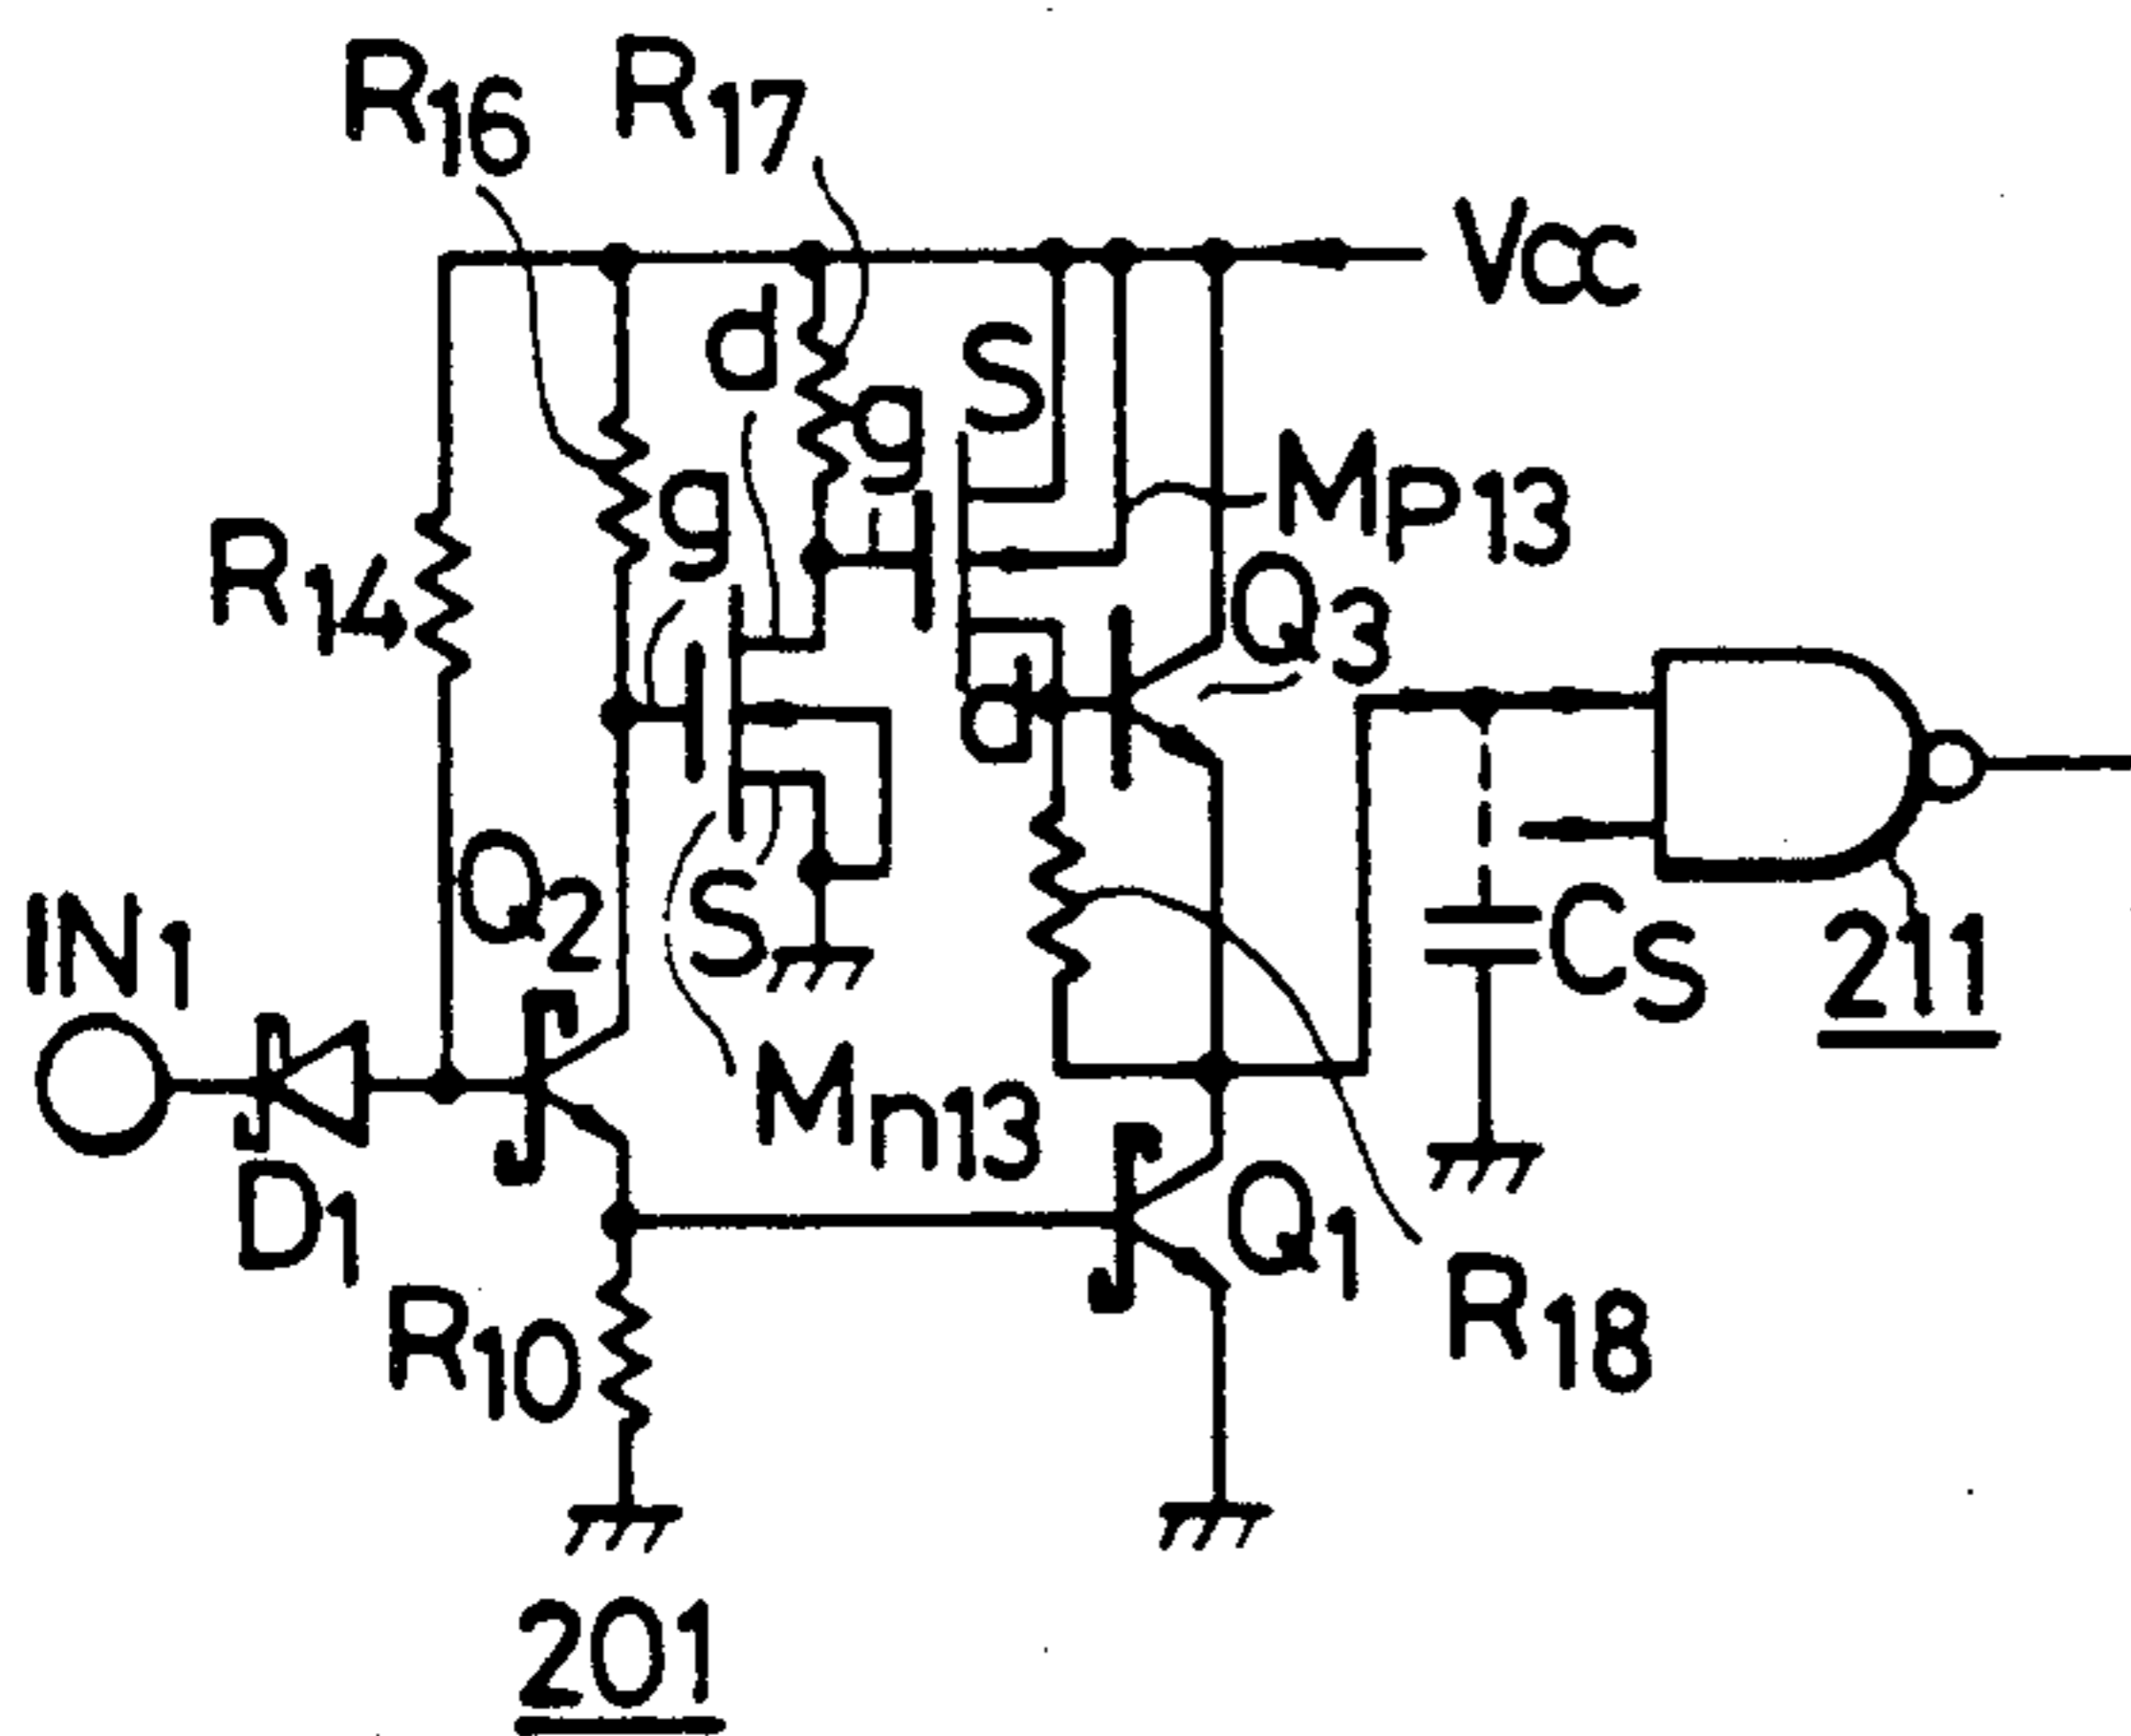 R16
R17
VCC
d
S
g
g
MP13
R14
Q3
d
Q2
S
CS
211
IN1
Mn13
D1
Q1
R10
R18
201